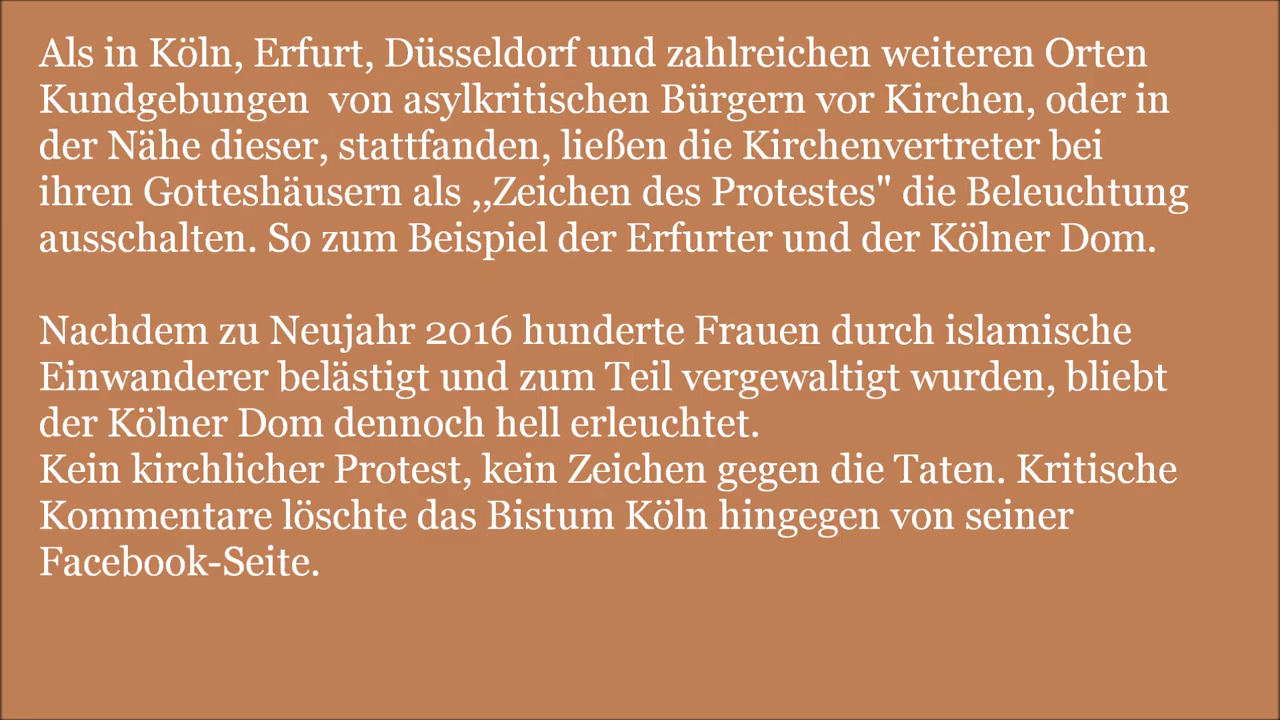 Als in Köln, Erfurt, Düsseldorf und zahlreichen weiteren Orten
Kundgebungen  von asylkritischen Bürgern vor Kirchen, oder in
der Nähe dieser, stattfanden, ließen die Kirchenvertreter bei
ihren Gotteshäusern als ,,Zeichen des Protestes" die Beleuchtung
ausschalten. So zum Beispiel der Erfurter und der Kölner Dom.

Nachdem zu Neujahr 2016 hunderte Frauen durch islamische
Einwanderer belästigt und zum Teil vergewaltigt wurden, bliebt
der Kölner Dom dennoch hell erleuchtet.
Kein kirchlicher Protest, kein Zeichen gegen die Taten. Kritische
Kommentare löschte das Bistum Köln hingegen von seiner
Facebook-Seite.